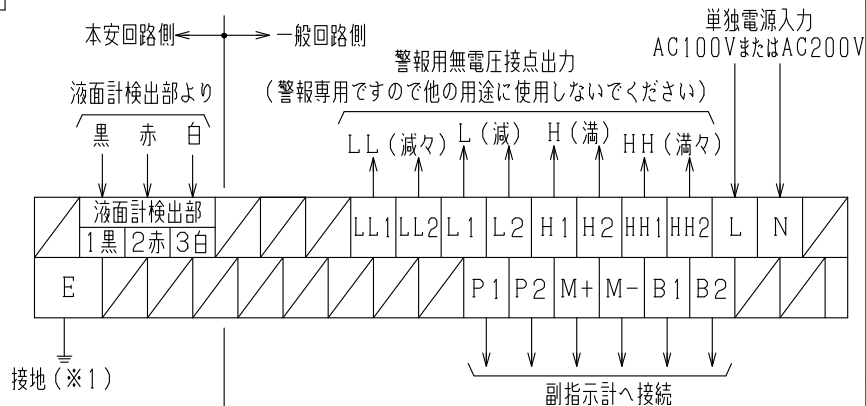 本安回路側
一般回路側
単独電源入力
AC100VまたはAC200V
警報用無電圧接点出力
(警報専用ですので他の用途に使用しないでください)
液面計検出部より
黒 赤 白
LL(減々) L(減) H(満) HH(満々)
液面計検出部
1黒 2赤 3白
LL1 LL2 L1 L2 H1 H2 HH1 HH2 L N
E P1 P2 M+ M- B1 B2
接地(※1)
副指示計へ接続